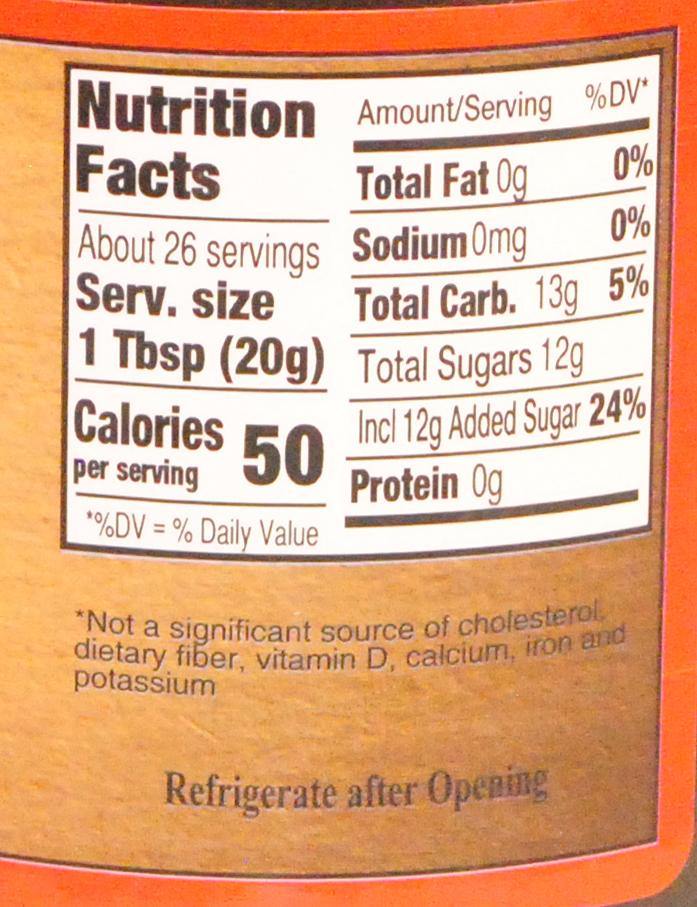 Nutrition
Facts
About 26 servings
Serv. size
1 Tbsp (20g)
Calories 50
per serving
*%DV = % Daily Value
Amount/Serving %DV*
Total Fat 0g 0%
Sodium 0mg 0%
Total Carb. 13g 5%
Total Sugars 12g
Incl 12g Added Sugar 24%
Protein 0g
*Not a significant source of cholesterol,
dietary fiber, vitamin D, calcium, iron and
potassium
Refrigerate after Opening